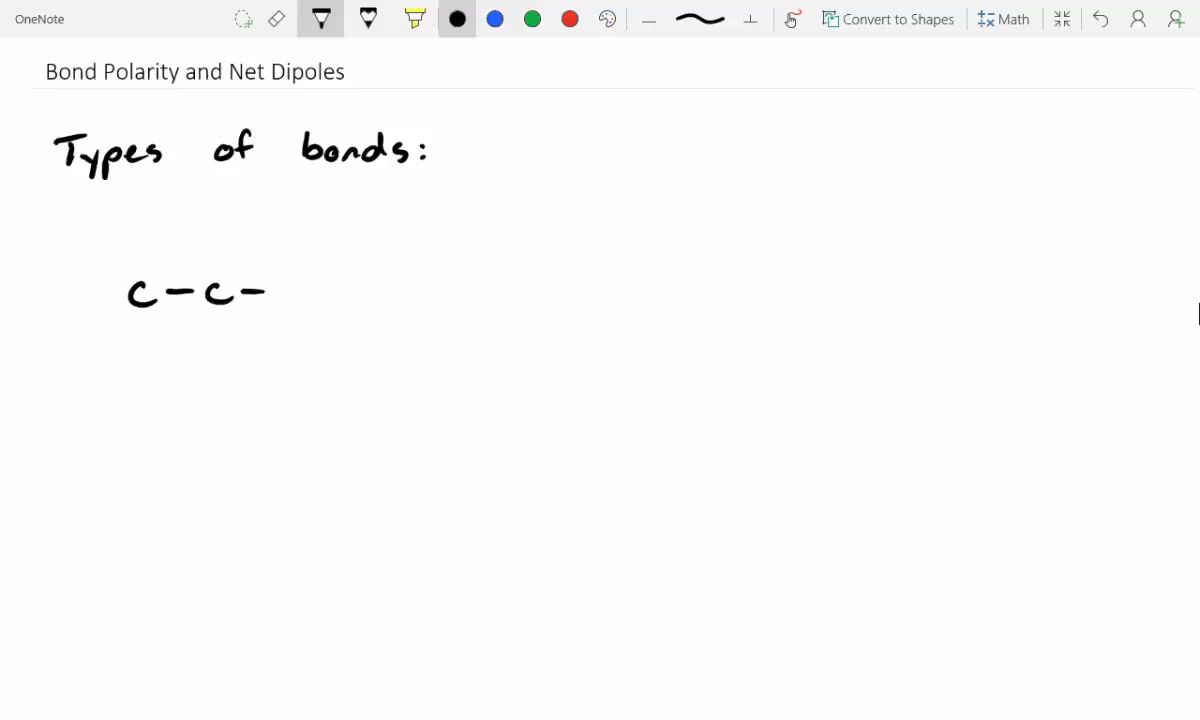 OneNote
Convert to Shapes
Math
Bond Polarity and Net Dipoles
Types of bonds:
C-C-